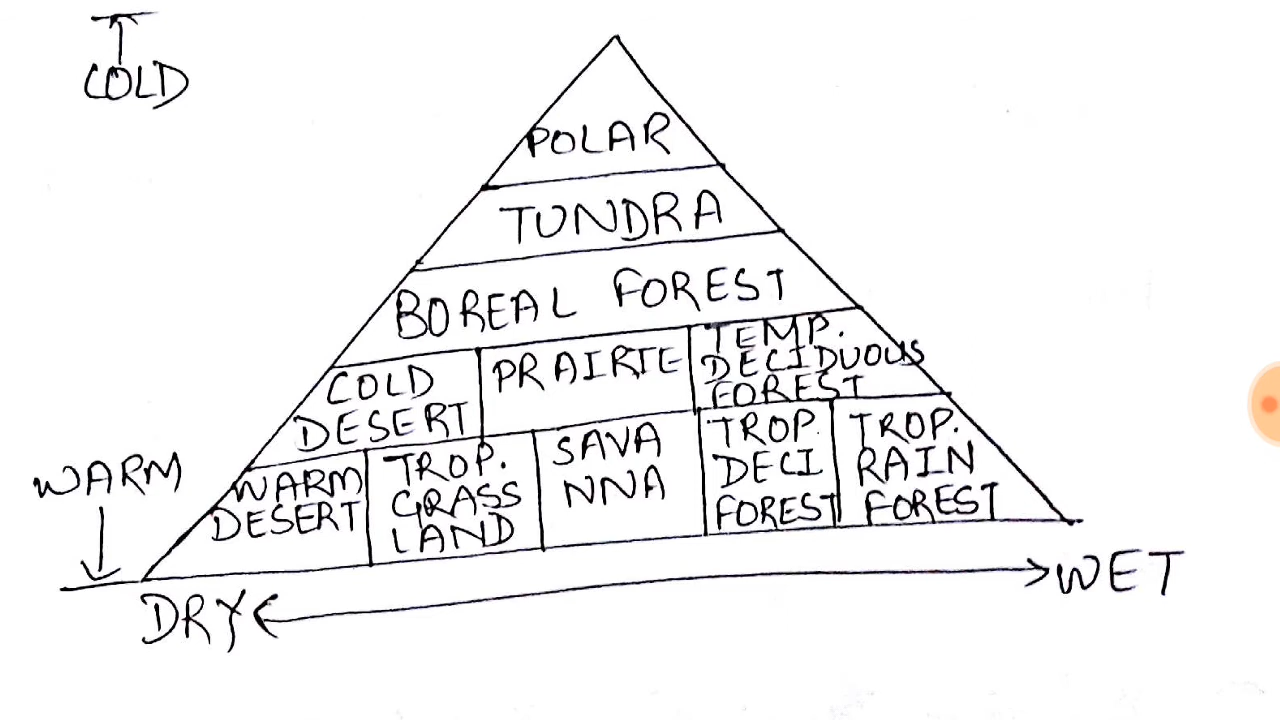 COLD
POLAR
TUNDRA
BOREAL FOREST
COLD
DESERT
PRAIRIE
TEMP.
DECIDUOUS
FOREST
WARM
WARM
DESERT
TROP.
GRASS
LAND
SAVA
NNA
TROP.
DECI
FOREST
TROP.
RAIN
FOREST
DRY
WET